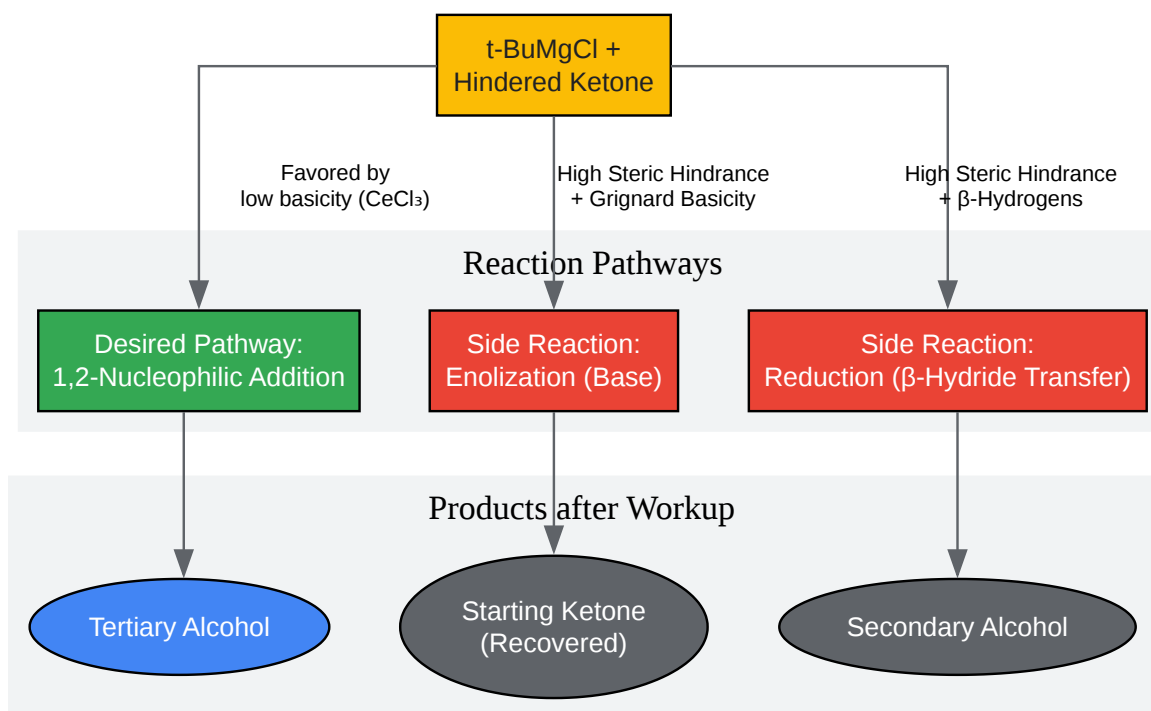 t-BuMgCl +
Hindered Ketone
Favored by
low basicity (CeCl₃)
High Steric Hindrance
+ Grignard Basicity
High Steric Hindrance
+ β-Hydrogens
Reaction Pathways
Desired Pathway:
1,2-Nucleophilic Addition
Side Reaction:
Enolization (Base)
Side Reaction:
Reduction (β-Hydride Transfer)
Products after Workup
Tertiary Alcohol
Starting Ketone
(Recovered)
Secondary Alcohol